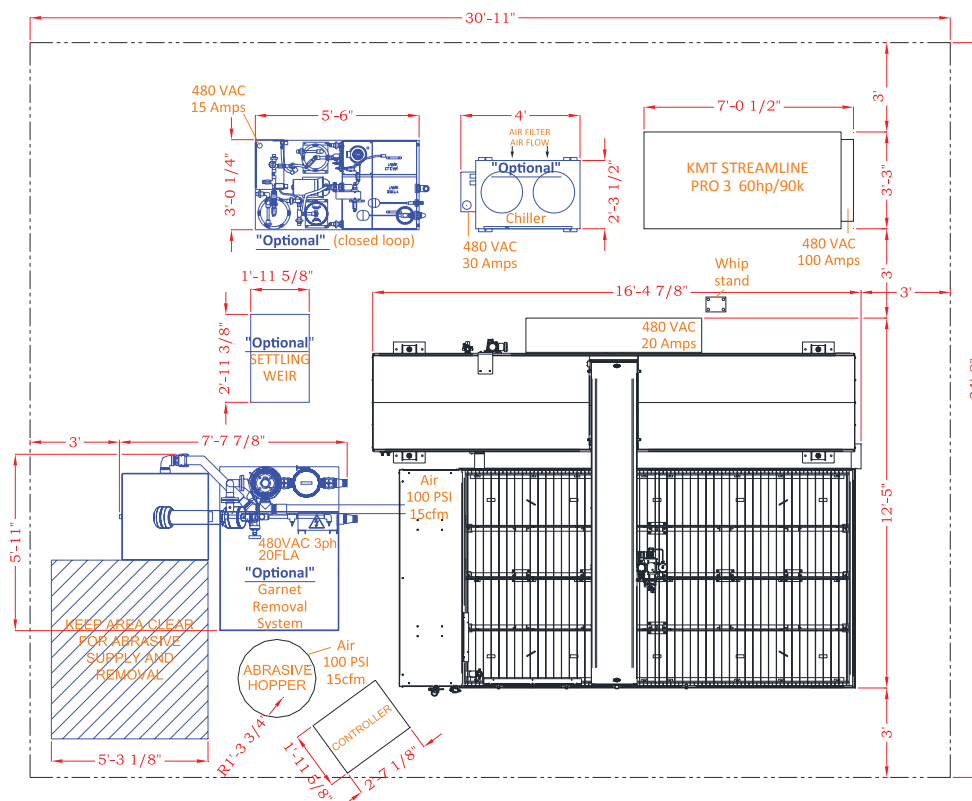 30'-11"
480 VAC
15 Amps
5'-6"
4'
7'-0 1/2"
3'
AIR FILTER
AIR FLOW
"Optional"
Chiller
KMT STREAMLINE
PRO 3 60hp/90k
3'-0 1/4"
2'-3 1/2"
3'-3"
"Optional" (closed loop)
480 VAC
30 Amps
480 VAC
100 Amps
1'-11 5/8"
Whip
stand
16'-4 7/8"
3'
3'
2'-11 3/8"
"Optional"
SETTLING
WEIR
480 VAC
20 Amps
3'
7'-7 7/8"
Air
100 PSI
15cfm
12'-5"
5'-11"
480VAC 3ph
20FLA
"Optional"
Garnet
Removal
System
KEEP AREA CLEAR
FOR ABRASIVE
SUPPLY AND
REMOVAL
Air
100 PSI
15cfm
ABRASIVE
HOPPER
CONTROLLER
R1'-3 3/4"
1'-11 5/8"
2'-7 1/8"
5'-3 1/8"
3'